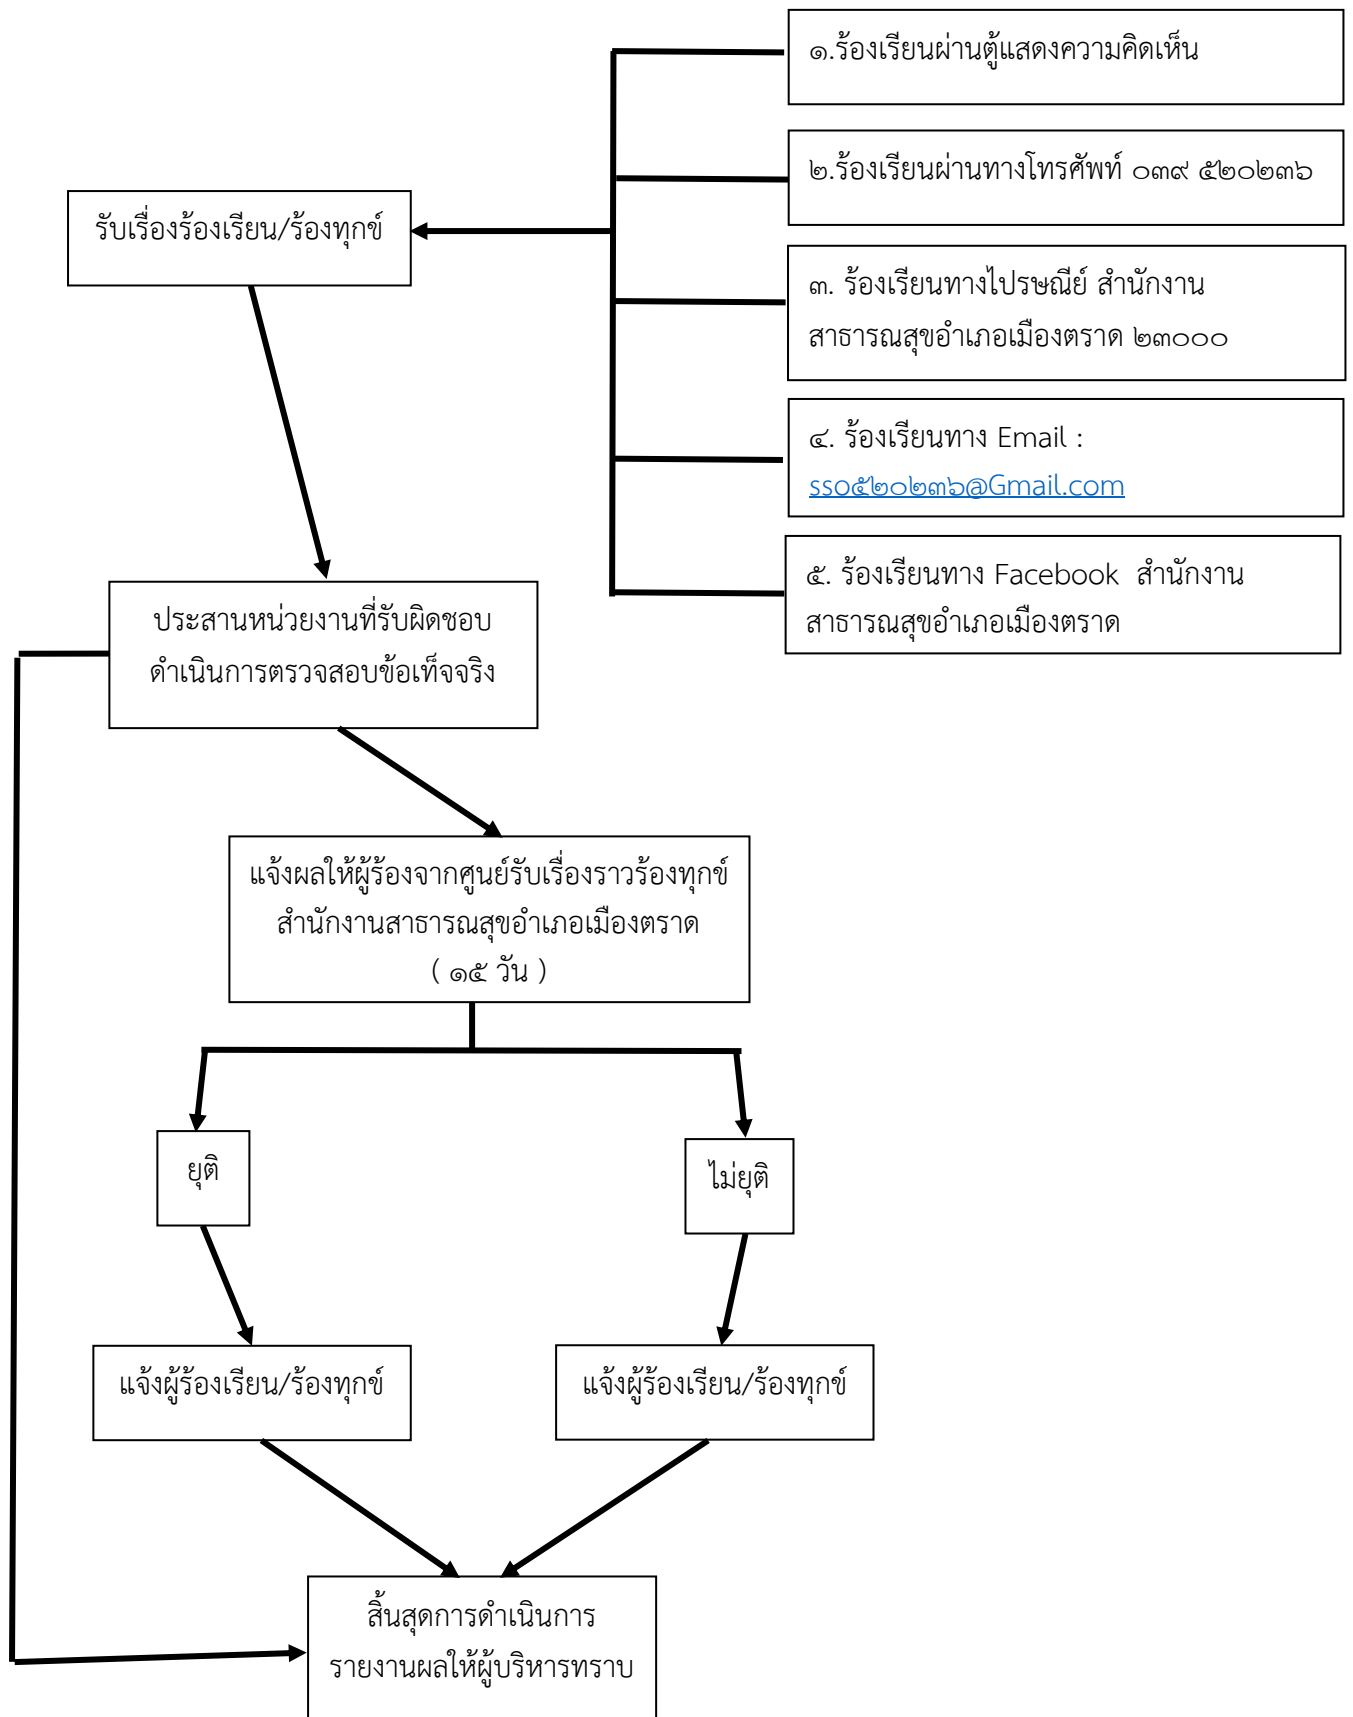 ๑.ร้องเรียนผ่านตู้แสดงความคิดเห็น
๒.ร้องเรียนผ่านทางโทรศัพท์ ๐๓๙ ๕๒๐๒๓๖
รับเรื่องร้องเรียน/ร้องทุกข์
๓. ร้องเรียนทางไปรษณีย์ สำนักงาน
สาธารณสุขอำเภอเมืองตราด ๒๓๐๐๐
๔. ร้องเรียนทาง Email :
sso๕๒๐๒๓๖@Gmail.com
๕. ร้องเรียนทาง Facebook สำนักงาน
สาธารณสุขอำเภอเมืองตราด
ประสานหน่วยงานที่รับผิดชอบ
ดำเนินการตรวจสอบข้อเท็จจริง
แจ้งผลให้ผู้ร้องจากศูนย์รับเรื่องราวร้องทุกข์
สำนักงานสาธารณสุขอำเภอเมืองตราด
( ๑๕ วัน )
ยุติ
ไม่ยุติ
แจ้งผู้ร้องเรียน/ร้องทุกข์
แจ้งผู้ร้องเรียน/ร้องทุกข์
สิ้นสุดการดำเนินการ
รายงานผลให้ผู้บริหารทราบ